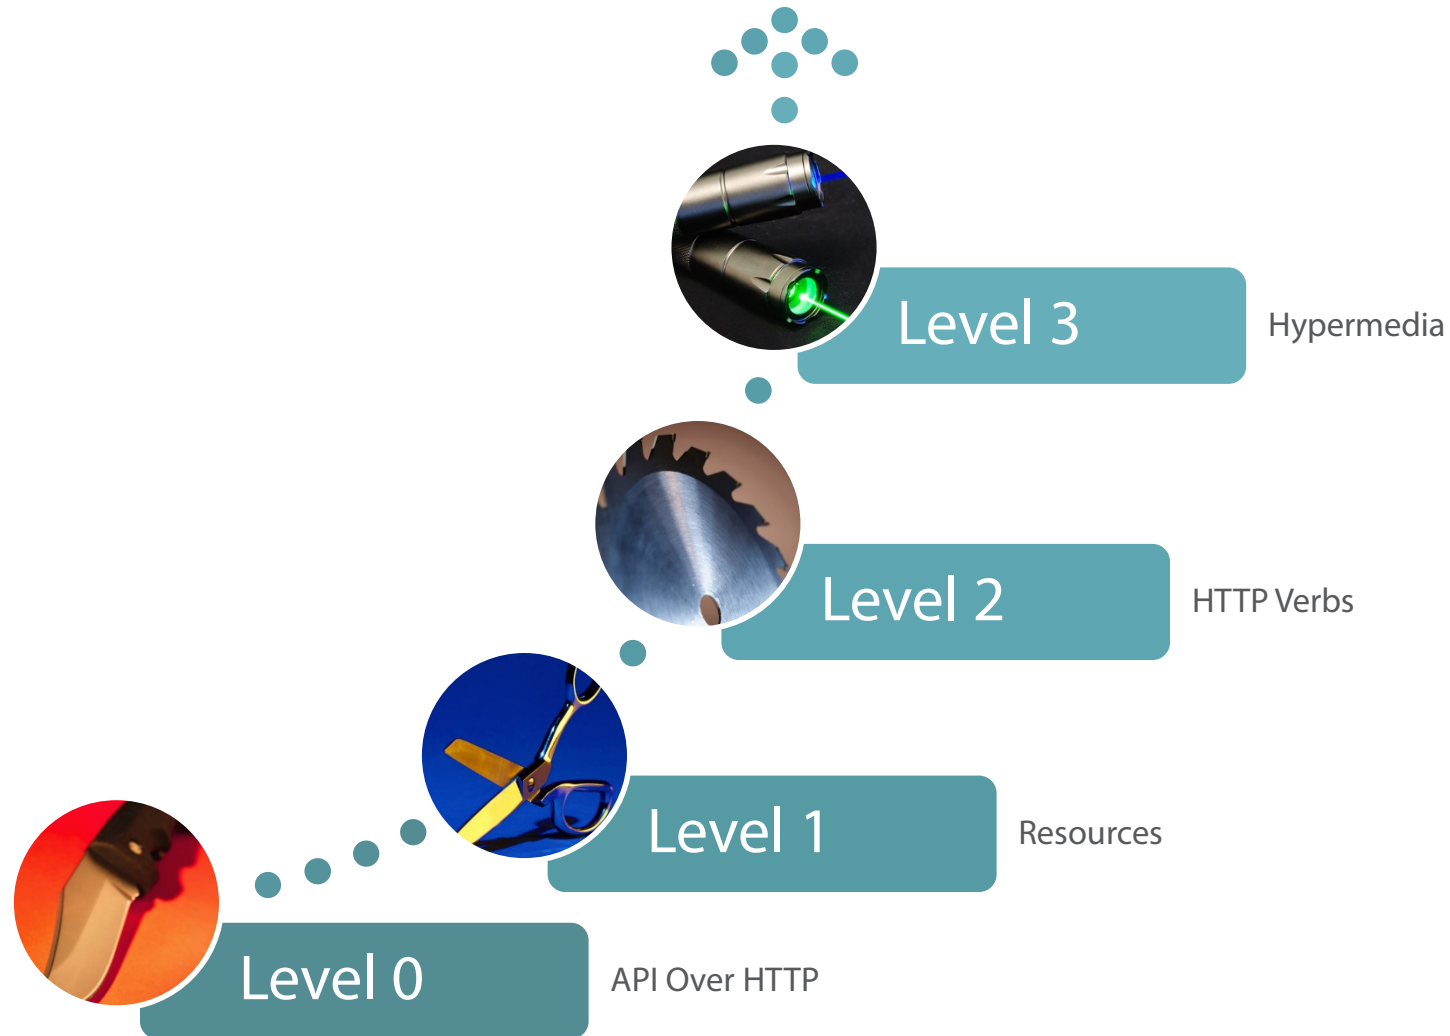 Level 3
Hypermedia
Level 2
HTTP Verbs
Level 1
Resources
Level 0
API Over HTTP